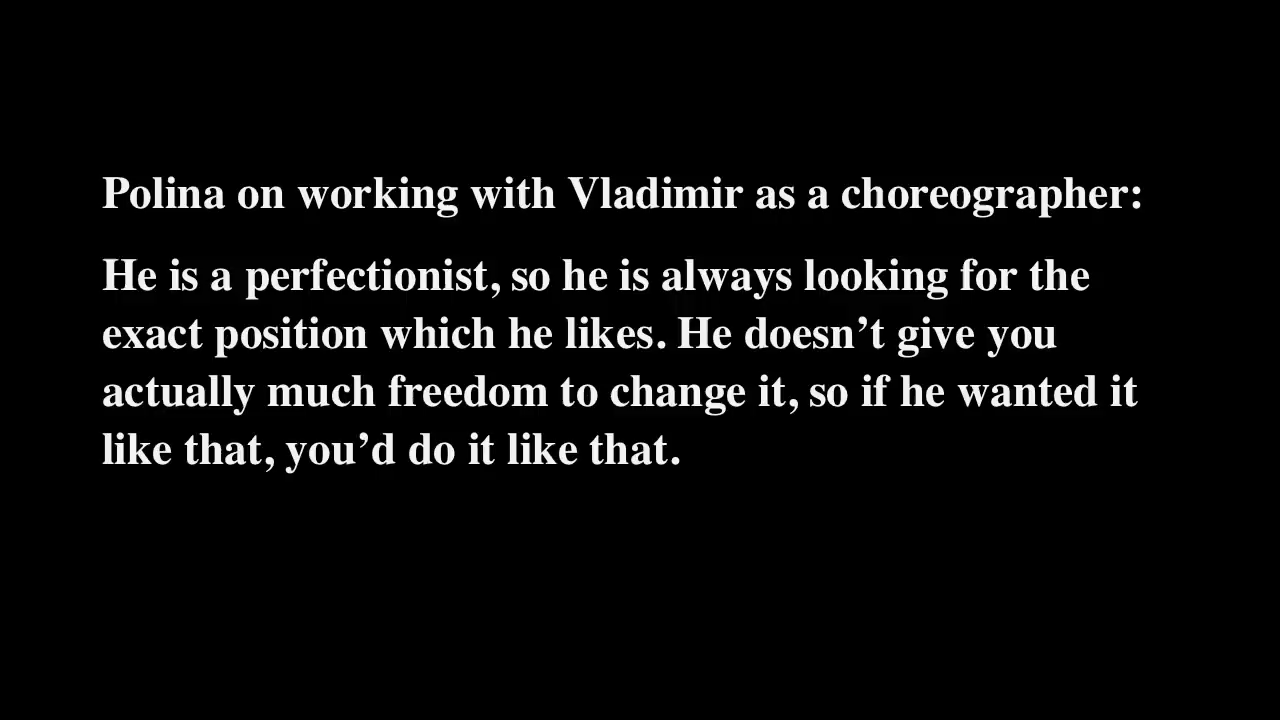 Polina on working with Vladimir as a choreographer:
He is a perfectionist, so he is always looking for the
exact position which he likes. He doesn’t give you
actually much freedom to change it, so if he wanted it
like that, you’d do it like that.